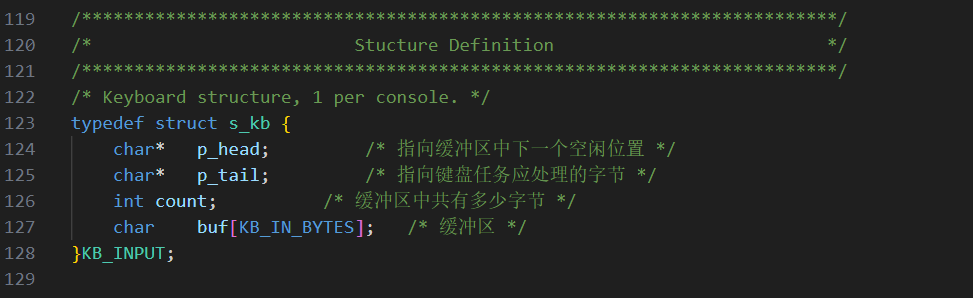 119 /************************************************************************/
120 /*                         Stucture Definition                          */
121 /************************************************************************/
122 /* Keyboard structure, 1 per console. */
123 typedef struct s_kb {
124     char*   p_head;         /* 指向缓冲区中下一个空闲位置 */
125     char*   p_tail;         /* 指向键盘任务应处理的字节 */
126     int count;          /* 缓冲区中共有多少字节 */
127     char    buf[KB_IN_BYTES];   /* 缓冲区 */
128 }KB_INPUT;
129